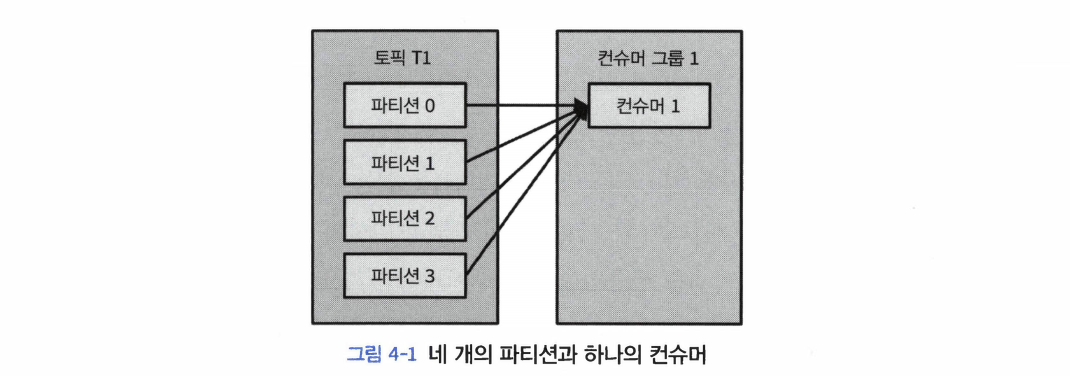 토픽 T1
파티션 0
파티션 1
파티션 2
파티션 3
컨슈머 그룹 1
컨슈머 1
그림 4-1 네 개의 파티션과 하나의 컨슈머